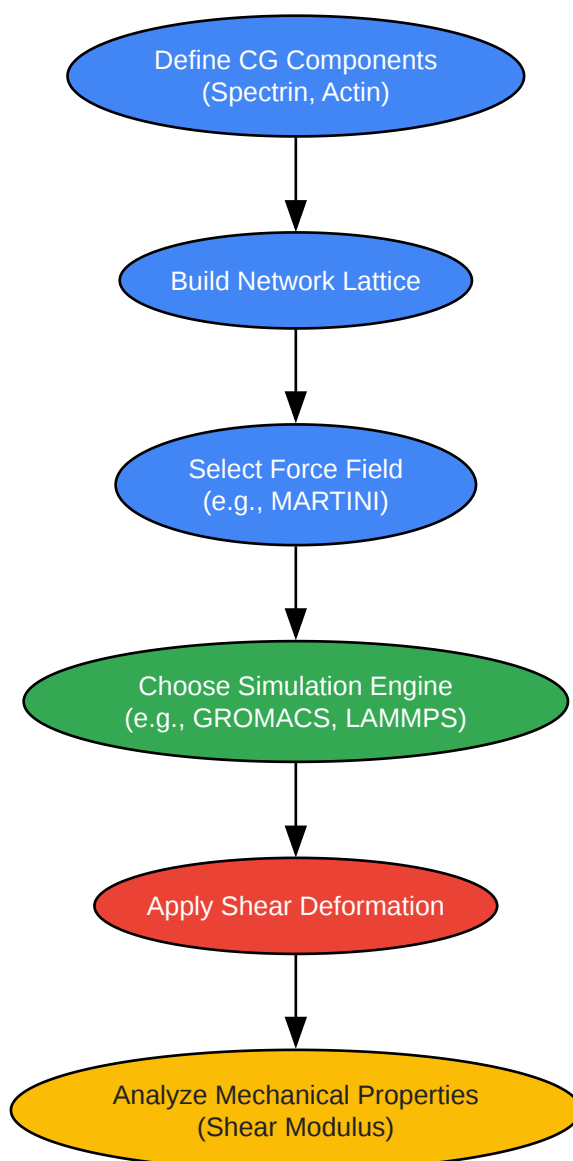 Define CG Components
(Spectrin, Actin)
Build Network Lattice
Select Force Field
(e.g., MARTINI)
Choose Simulation Engine
(e.g., GROMACS, LAMMPS)
Apply Shear Deformation
Analyze Mechanical Properties
(Shear Modulus)